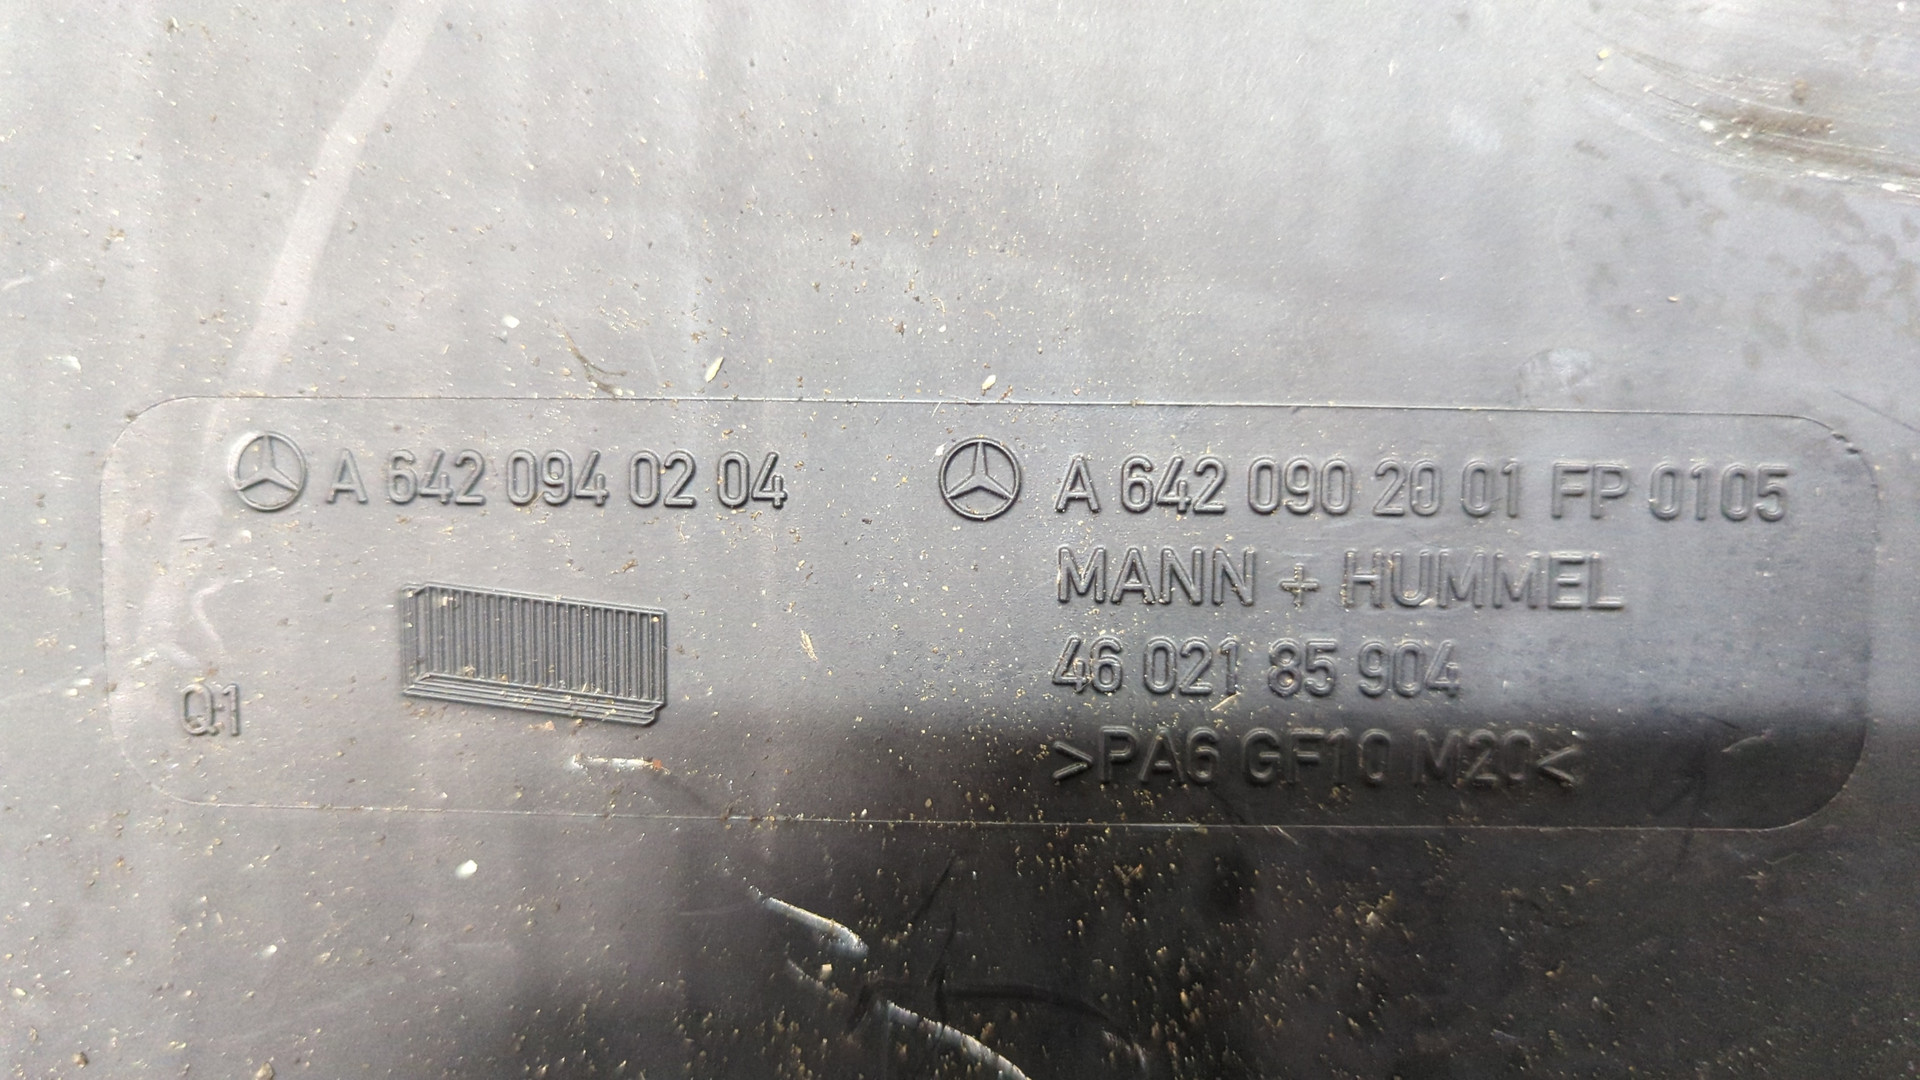 A 642 094 02 04
Q1
A 642 090 20 01 FP 0105
MANN + HUMMEL
46 021 85 904
>PA6 GF10 M20<